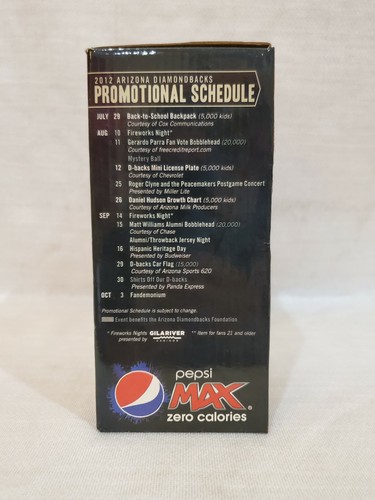 2012 ARIZONA DIAMONDBACKS
PROMOTIONAL SCHEDULE
JULY 29 Back-to-School Backpack (5,000 kids)
Courtesy of Cox Communications
AUG 10 Fireworks Night*
11 Gerardo Parra Fan Vote Bobblehead (20,000)
Courtesy of freecreditreport.com
Mystery Ball
12 D-backs Mini License Plate (5,000 kids)
Courtesy of Chevrolet
25 Roger Clyne and the Peacemakers Postgame Concert
Presented by Miller Lite
26 Daniel Hudson Growth Chart (5,000 kids)
Courtesy of Arizona Milk Producers
SEP 14 Fireworks Night*
15 Matt Williams Alumni Bobblehead (20,000)
Courtesy of Chase
Alumni/Throwback Jersey Night
16 Hispanic Heritage Day
Presented by Budweiser
29 D-backs Car Flag (15,000)
Courtesy of Arizona Sports 620
30 Shirts Off Our D-backs
Presented by Panda Express
OCT 3 Fandemonium
Promotional Schedule is subject to change.
Event benefits the Arizona Diamondbacks Foundation
* Fireworks Nights presented by GILA RIVER CASINOS
** Item for fans 21 and older
pepsi
MAX
zero calories